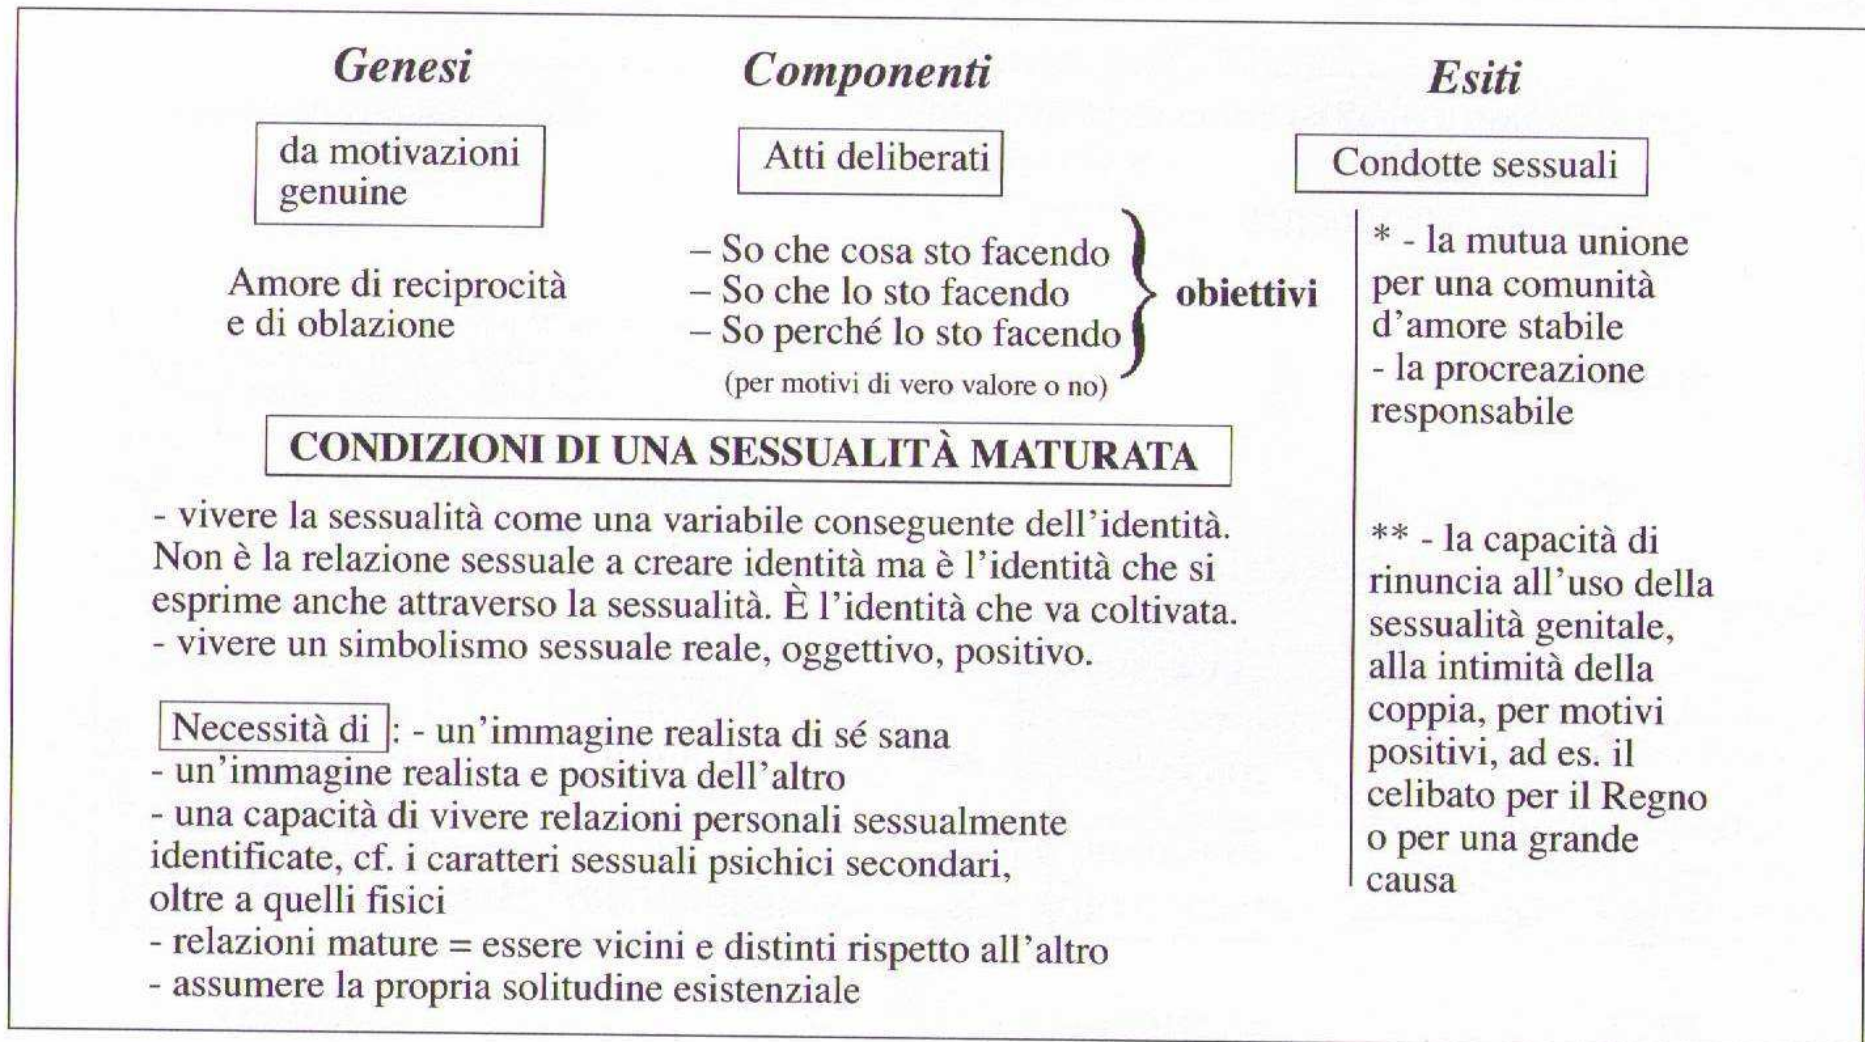 Genesi
da motivazioni
genuine
Amore di reciprocità
e di oblazione
Componenti
Atti deliberati
– So che cosa sto facendo
– So che lo sto facendo
– So perché lo sto facendo
(per motivi di vero valore o no)
obiettivi
Esiti
Condotte sessuali
* - la mutua unione
per una comunità
d'amore stabile
- la procreazione
responsabile
** - la capacità di
rinuncia all'uso della
sessualità genitale,
alla intimità della
coppia, per motivi
positivi, ad es. il
celibato per il Regno
o per una grande
causa
CONDIZIONI DI UNA SESSUALITÀ MATURATA
- vivere la sessualità come una variabile conseguente dell'identità.
Non è la relazione sessuale a creare identità ma è l'identità che si
esprime anche attraverso la sessualità. È l'identità che va coltivata.
- vivere un simbolismo sessuale reale, oggettivo, positivo.
Necessità di : - un'immagine realista di sé sana
- un'immagine realista e positiva dell'altro
- una capacità di vivere relazioni personali sessualmente
identificate, cf. i caratteri sessuali psichici secondari,
oltre a quelli fisici
- relazioni mature = essere vicini e distinti rispetto all'altro
- assumere la propria solitudine esistenziale